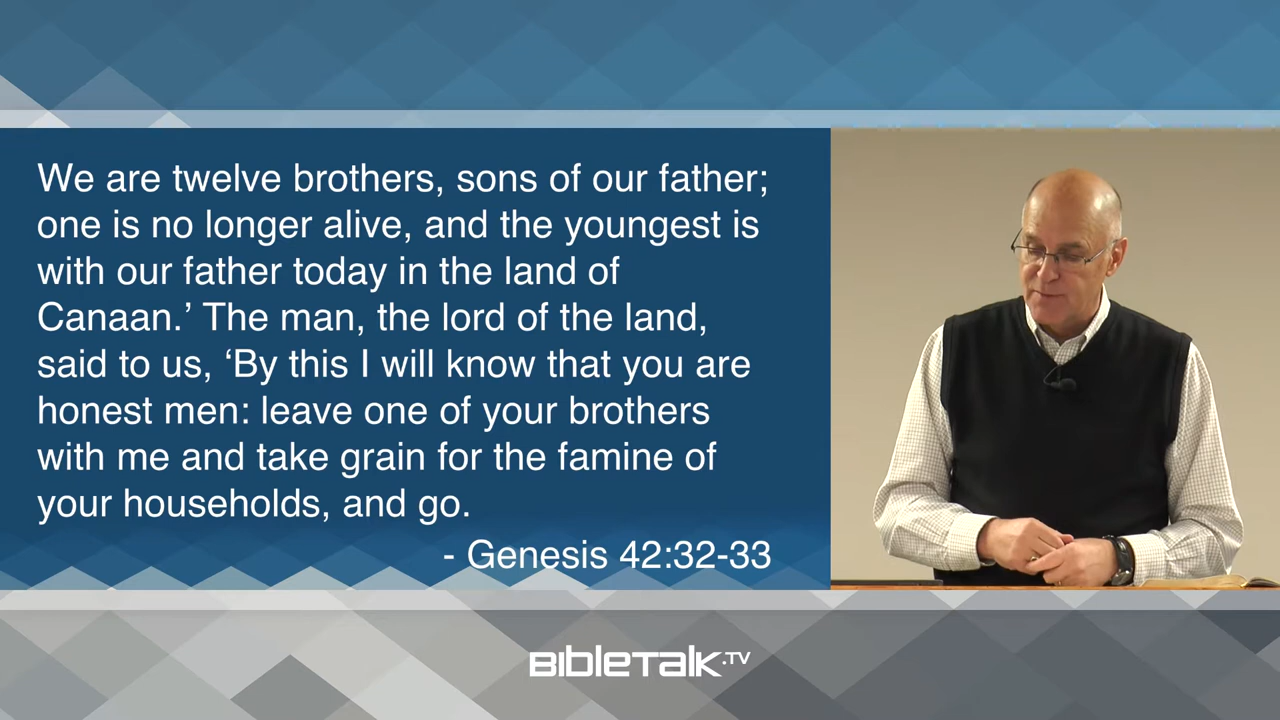 We are twelve brothers, sons of our father;
one is no longer alive, and the youngest is
with our father today in the land of
Canaan.’ The man, the lord of the land,
said to us, ‘By this I will know that you are
honest men: leave one of your brothers
with me and take grain for the famine of
your households, and go.
- Genesis 42:32-33
BIBLETALK.TV